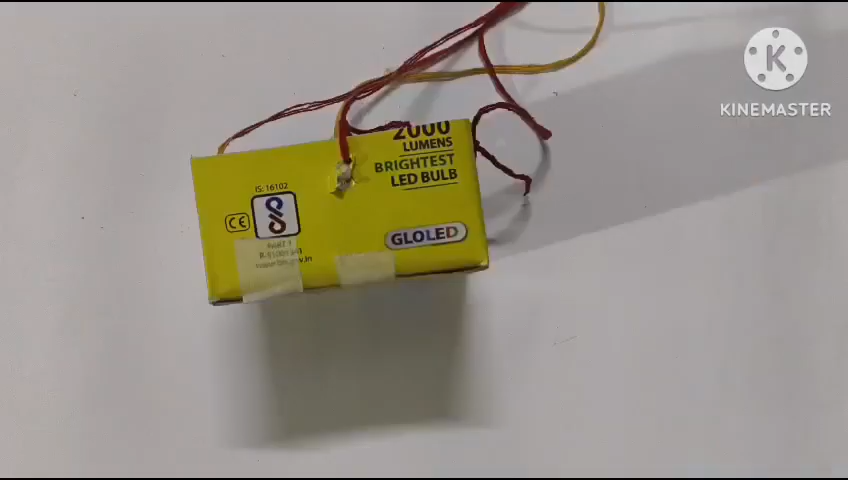 K
KINEMASTER
2000
LUMENS
BRIGHTEST
LED BULB
IS: 16102
CE
GLOLED